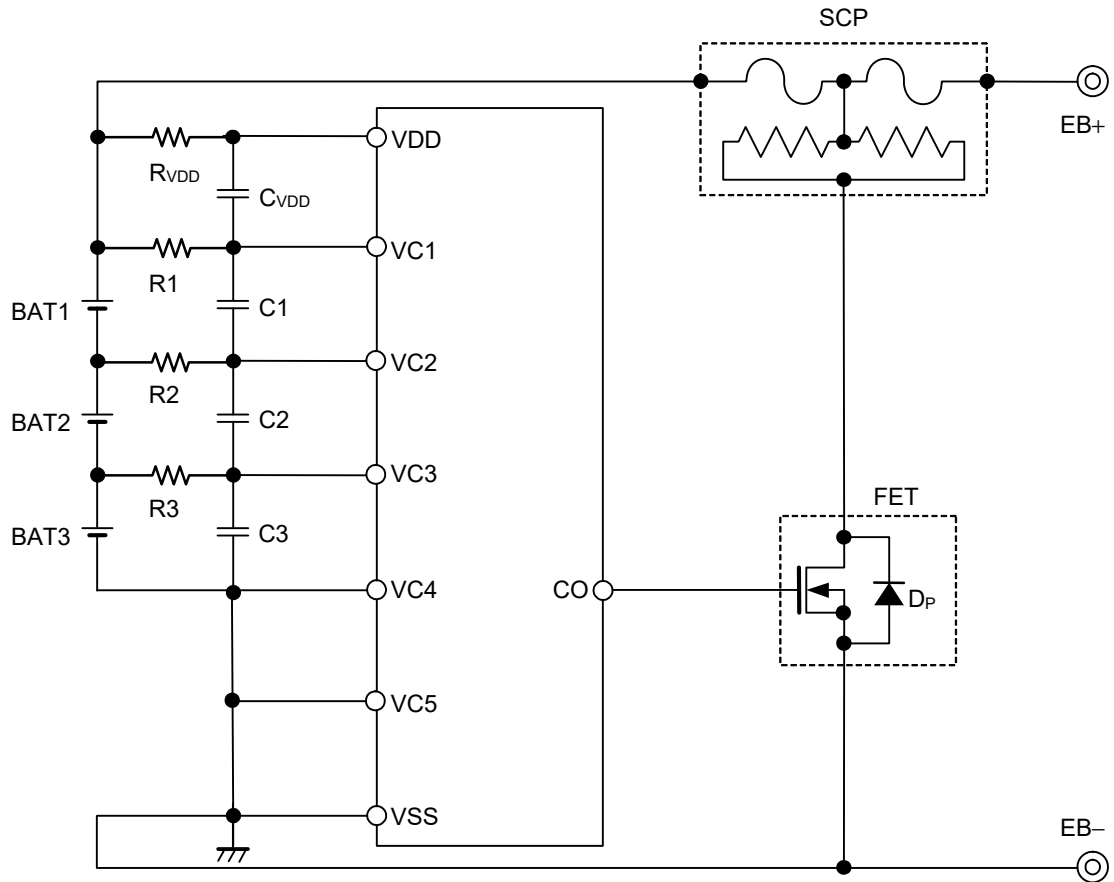 SCP
EB+
VDD
RVDD
CVDD
VC1
R1
BAT1
C1
VC2
R2
BAT2
C2
VC3
R3
FET
BAT3
C3
VC4
CO
DP
VC5
VSS
EB−